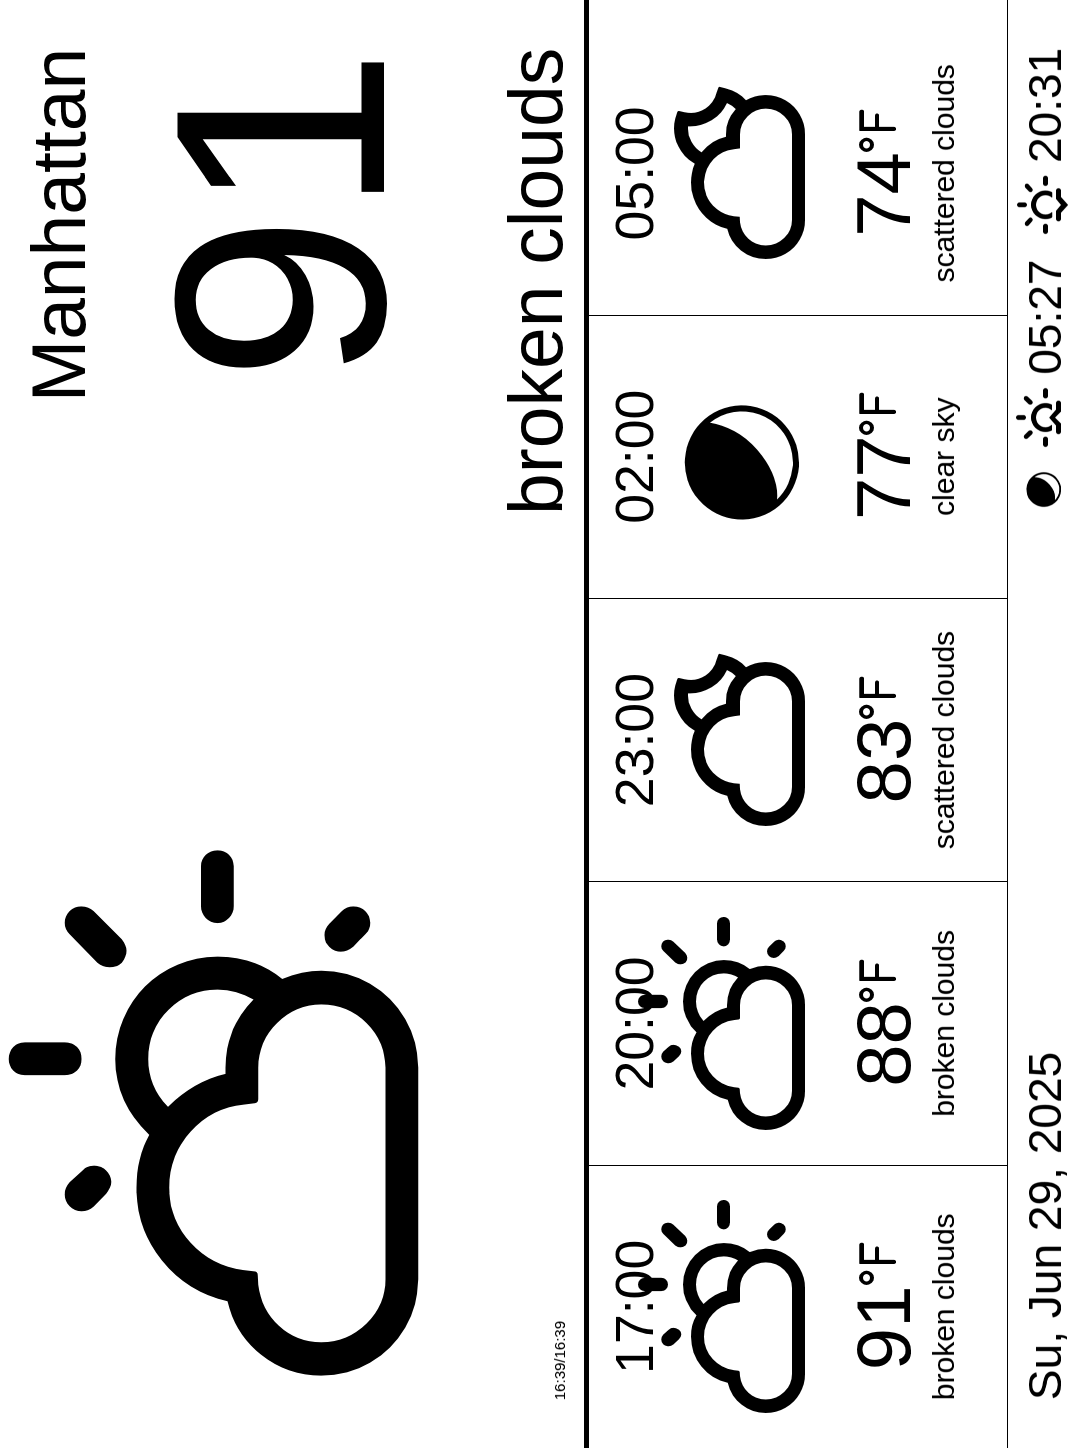 Manhattan
91
broken clouds
16:39/16:39
17:00 20:00 23:00 02:00 05:00
91°F 88°F 83°F 77°F 74°F
broken clouds broken clouds scattered clouds clear sky scattered clouds
Su, Jun 29, 2025 05:27 20:31